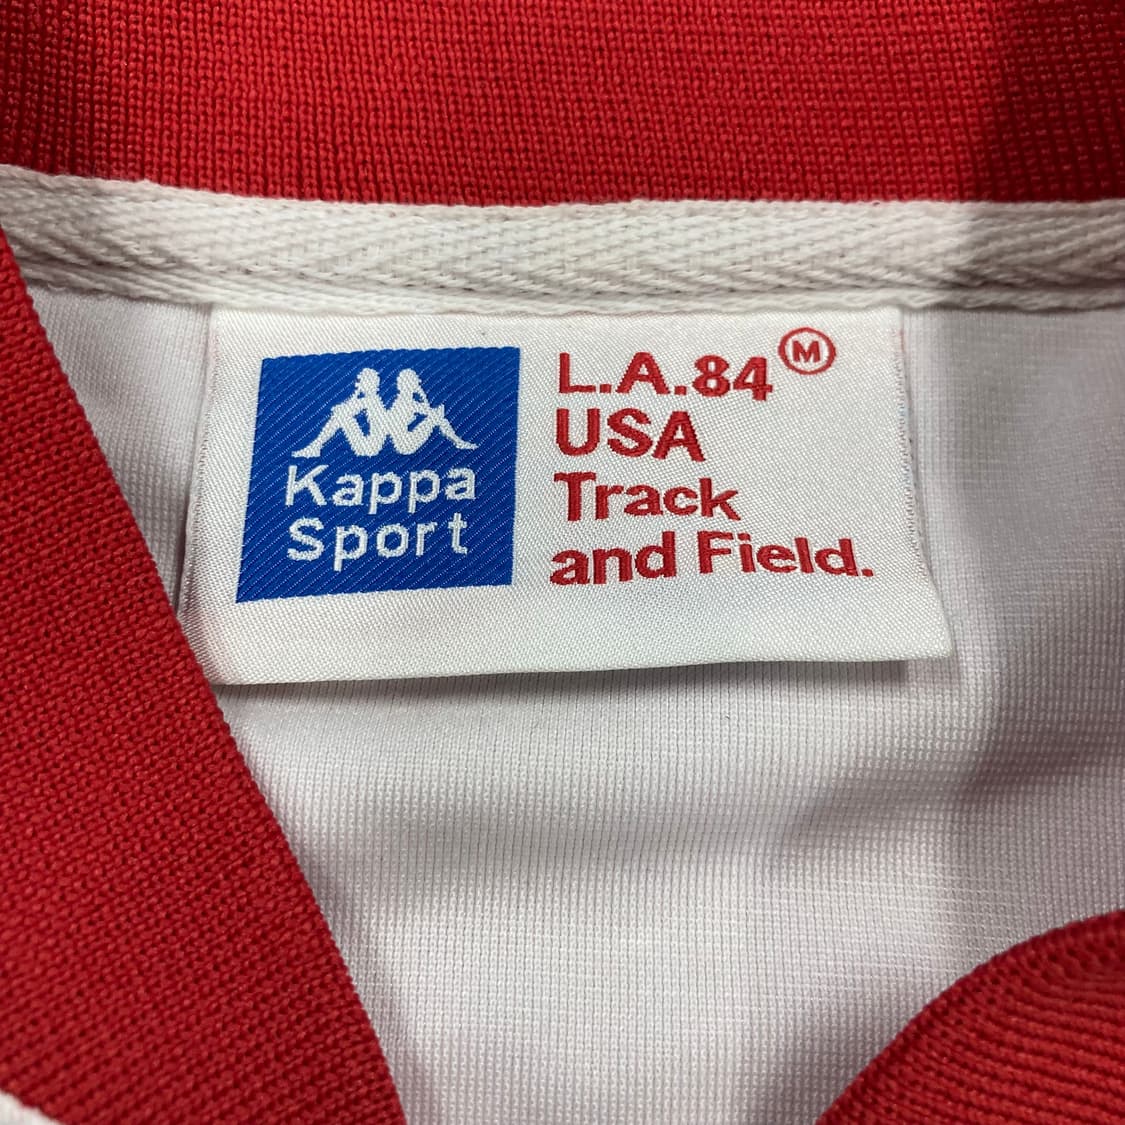 Kappa
Sport
L.A.84 M
USA
Track
and Field.